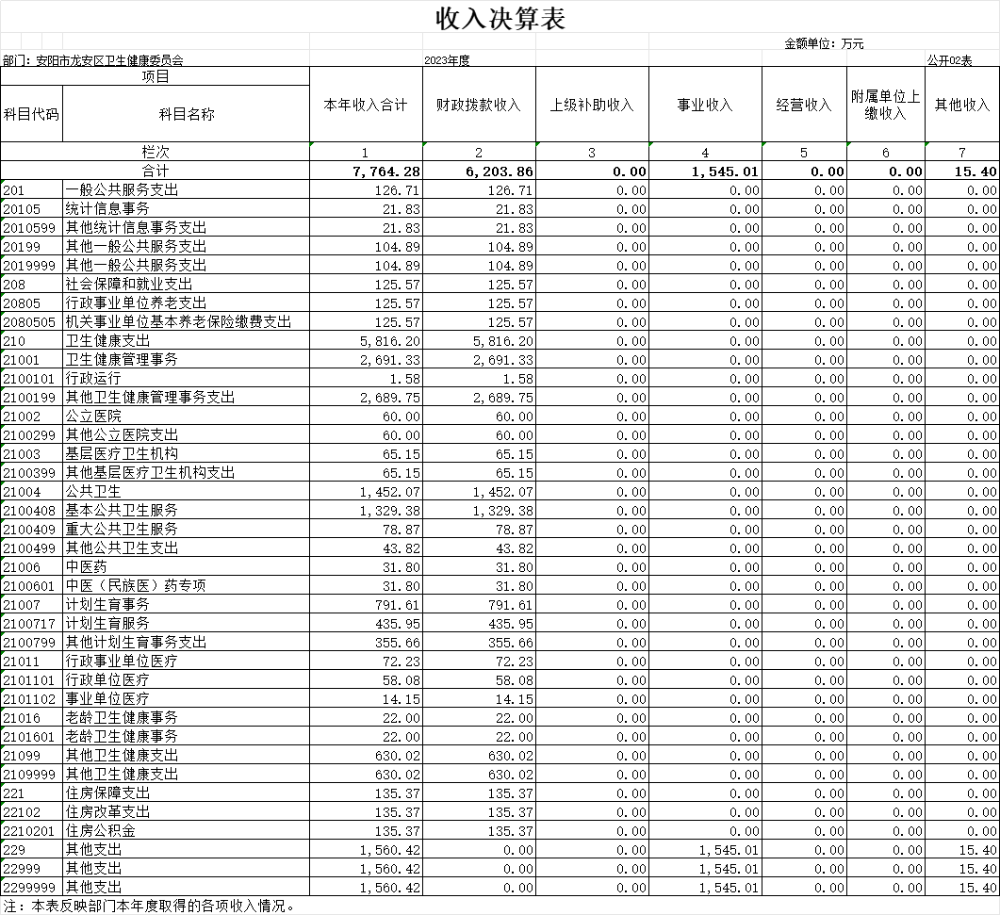 收入决算表
金额单位：万元
部门：安阳市龙安区卫生健康委员会 2023年度 公开02表
项目
科目代码 科目名称 本年收入合计 财政拨款收入 上级补助收入 事业收入 经营收入 附属单位上缴收入 其他收入
栏次 1 2 3 4 5 6 7
合计 7,764.28 6,203.86 0.00 1,545.01 0.00 0.00 15.40
201 一般公共服务支出 126.71 126.71 0.00 0.00 0.00 0.00 0.00
20105 统计信息事务 21.83 21.83 0.00 0.00 0.00 0.00 0.00
2010599 其他统计信息事务支出 21.83 21.83 0.00 0.00 0.00 0.00 0.00
20199 其他一般公共服务支出 104.89 104.89 0.00 0.00 0.00 0.00 0.00
2019999 其他一般公共服务支出 104.89 104.89 0.00 0.00 0.00 0.00 0.00
208 社会保障和就业支出 125.57 125.57 0.00 0.00 0.00 0.00 0.00
20805 行政事业单位养老支出 125.57 125.57 0.00 0.00 0.00 0.00 0.00
2080505 机关事业单位基本养老保险缴费支出 125.57 125.57 0.00 0.00 0.00 0.00 0.00
210 卫生健康支出 5,816.20 5,816.20 0.00 0.00 0.00 0.00 0.00
21001 卫生健康管理事务 2,691.33 2,691.33 0.00 0.00 0.00 0.00 0.00
2100101 行政运行 1.58 1.58 0.00 0.00 0.00 0.00 0.00
2100199 其他卫生健康管理事务支出 2,689.75 2,689.75 0.00 0.00 0.00 0.00 0.00
21002 公立医院 60.00 60.00 0.00 0.00 0.00 0.00 0.00
2100299 其他公立医院支出 60.00 60.00 0.00 0.00 0.00 0.00 0.00
21003 基层医疗卫生机构 65.15 65.15 0.00 0.00 0.00 0.00 0.00
2100399 其他基层医疗卫生机构支出 65.15 65.15 0.00 0.00 0.00 0.00 0.00
21004 公共卫生 1,452.07 1,452.07 0.00 0.00 0.00 0.00 0.00
2100408 基本公共卫生服务 1,329.38 1,329.38 0.00 0.00 0.00 0.00 0.00
2100409 重大公共卫生服务 78.87 78.87 0.00 0.00 0.00 0.00 0.00
2100499 其他公共卫生支出 43.82 43.82 0.00 0.00 0.00 0.00 0.00
21006 中医药 31.80 31.80 0.00 0.00 0.00 0.00 0.00
2100601 中医（民族医）药专项 31.80 31.80 0.00 0.00 0.00 0.00 0.00
21007 计划生育事务 791.61 791.61 0.00 0.00 0.00 0.00 0.00
2100717 计划生育服务 435.95 435.95 0.00 0.00 0.00 0.00 0.00
2100799 其他计划生育事务支出 355.66 355.66 0.00 0.00 0.00 0.00 0.00
21011 行政事业单位医疗 72.23 72.23 0.00 0.00 0.00 0.00 0.00
2101101 行政单位医疗 58.08 58.08 0.00 0.00 0.00 0.00 0.00
2101102 事业单位医疗 14.15 14.15 0.00 0.00 0.00 0.00 0.00
21016 老龄卫生健康事务 22.00 22.00 0.00 0.00 0.00 0.00 0.00
2101601 老龄卫生健康事务 22.00 22.00 0.00 0.00 0.00 0.00 0.00
21099 其他卫生健康支出 630.02 630.02 0.00 0.00 0.00 0.00 0.00
2109999 其他卫生健康支出 630.02 630.02 0.00 0.00 0.00 0.00 0.00
221 住房保障支出 135.37 135.37 0.00 0.00 0.00 0.00 0.00
22102 住房改革支出 135.37 135.37 0.00 0.00 0.00 0.00 0.00
2210201 住房公积金 135.37 135.37 0.00 0.00 0.00 0.00 0.00
229 其他支出 1,560.42 0.00 0.00 1,545.01 0.00 0.00 15.40
22999 其他支出 1,560.42 0.00 0.00 1,545.01 0.00 0.00 15.40
2299999 其他支出 1,560.42 0.00 0.00 1,545.01 0.00 0.00 15.40
注：本表反映部门本年度取得的各项收入情况。